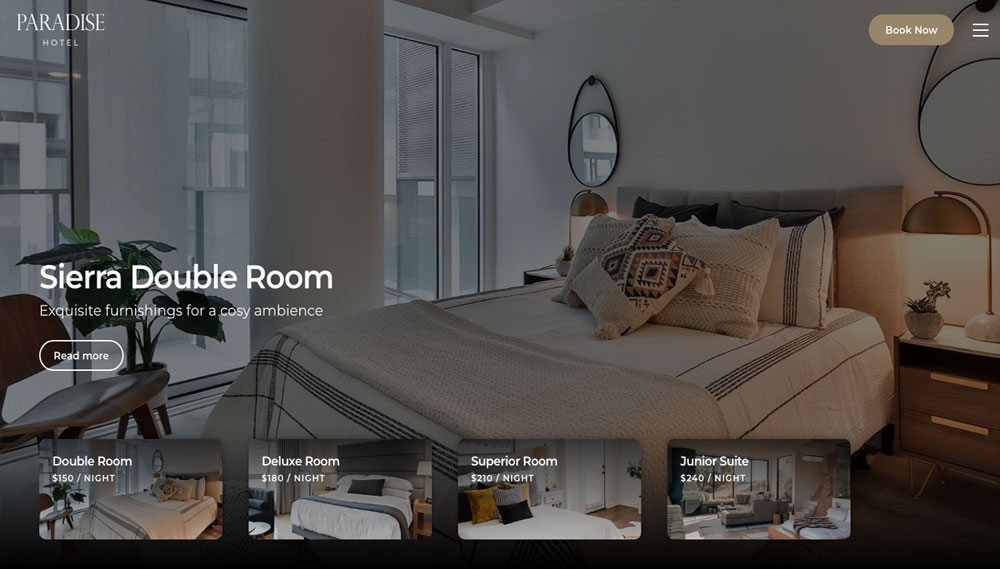 PARADISE
HOTEL
Book Now
Sierra Double Room
Exquisite furnishings for a cosy ambience
Read more
Double Room
$150 / NIGHT
Deluxe Room
$180 / NIGHT
Superior Room
$210 / NIGHT
Junior Suite
$240 / NIGHT